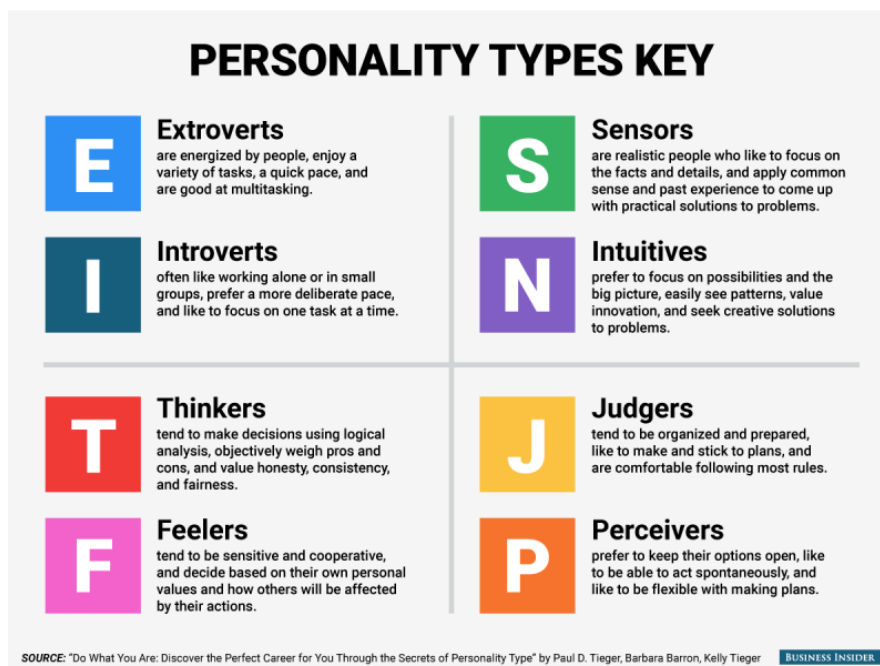 PERSONALITY TYPES KEY
E
Extroverts
are energized by people, enjoy a
variety of tasks, a quick pace, and
are good at multitasking.
I
Introverts
often like working alone or in small
groups, prefer a more deliberate pace,
and like to focus on one task at a time.
S
Sensors
are realistic people who like to focus on
the facts and details, and apply common
sense and past experience to come up
with practical solutions to problems.
N
Intuitives
prefer to focus on possibilities and the
big picture, easily see patterns, value
innovation, and seek creative solutions
to problems.
T
Thinkers
tend to make decisions using logical
analysis, objectively weigh pros and
cons, and value honesty, consistency,
and fairness.
F
Feelers
tend to be sensitive and cooperative,
and decide based on their own personal
values and how others will be affected
by their actions.
J
Judgers
tend to be organized and prepared,
like to make and stick to plans, and
are comfortable following most rules.
P
Perceivers
prefer to keep their options open, like
to be able to act spontaneously, and
like to be flexible with making plans.
SOURCE: "Do What You Are: Discover the Perfect Career for You Through the Secrets of Personality Type" by Paul D. Tieger, Barbara Barron, Kelly Tieger
BUSINESS INSIDER